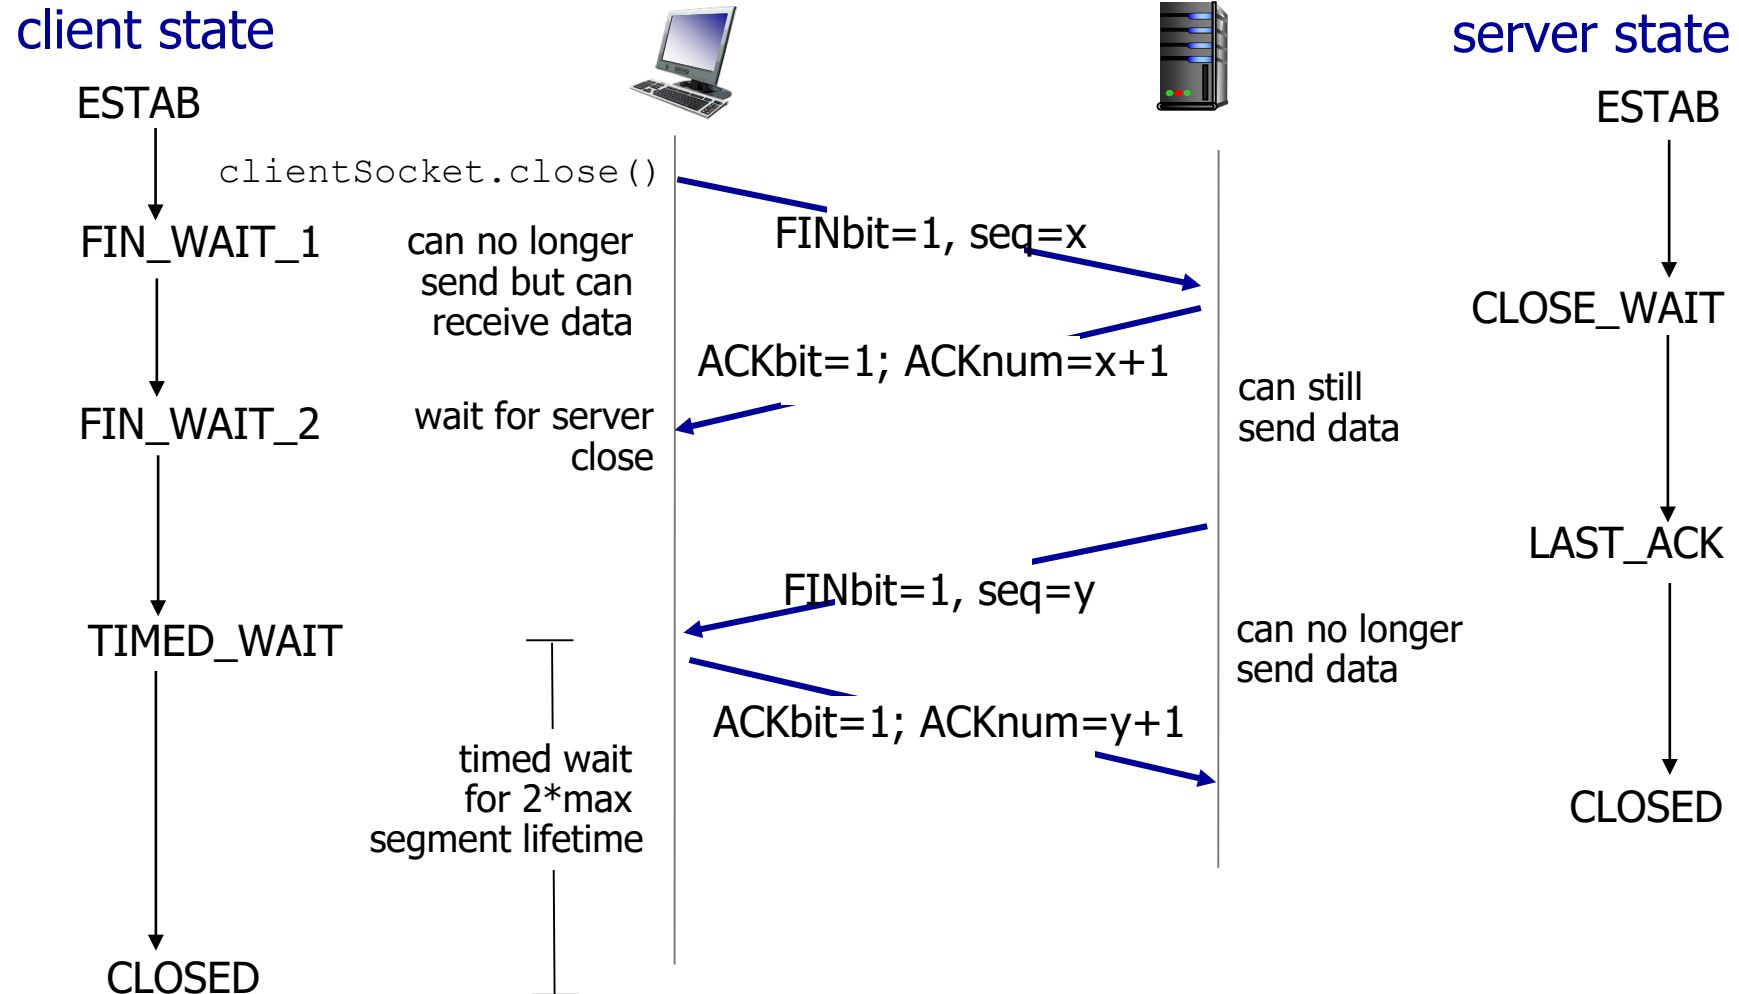 client state
server state
ESTAB
ESTAB
clientSocket.close()
FIN_WAIT_1
can no longer
send but can
receive data
FINbit=1, seq=x
CLOSE_WAIT
ACKbit=1; ACKnum=x+1
can still
send data
FIN_WAIT_2
wait for server
close
LAST_ACK
FINbit=1, seq=y
can no longer
send data
TIMED_WAIT
ACKbit=1; ACKnum=y+1
timed wait
for 2*max
segment lifetime
CLOSED
CLOSED